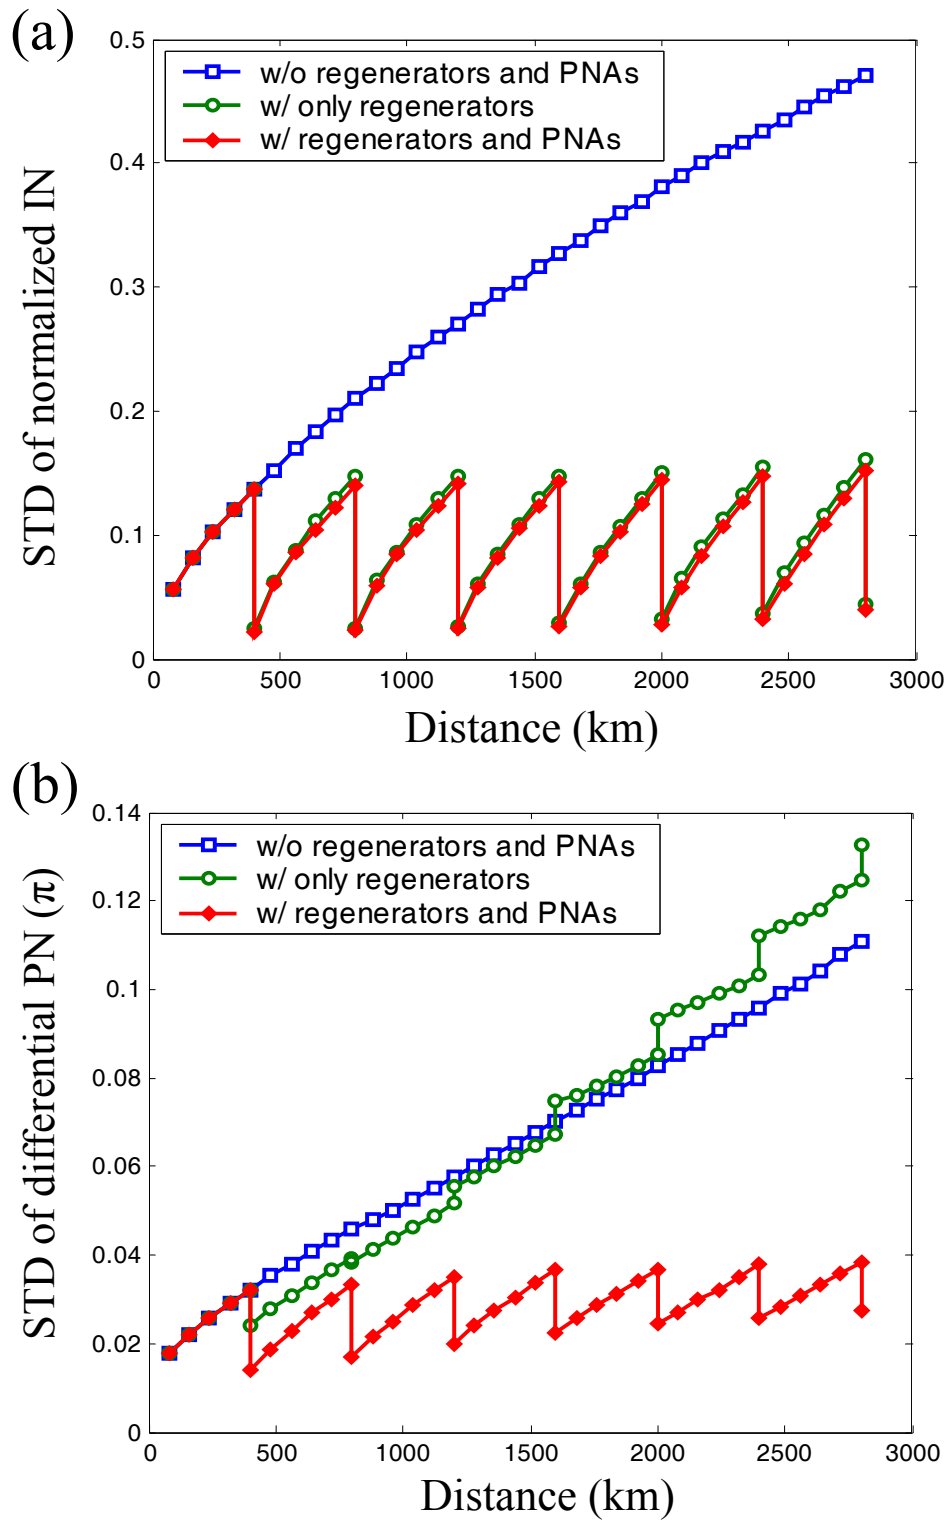 (a)
0.5
0.4
0.3
0.2
0.1
0
STD of normalized IN
w/o regenerators and PNAs
w/ only regenerators
w/ regenerators and PNAs
0 500 1000 1500 2000 2500 3000
Distance (km)
(b)
0.14
0.12
0.1
0.08
0.06
0.04
0.02
0
STD of differential PN (π)
w/o regenerators and PNAs
w/ only regenerators
w/ regenerators and PNAs
0 500 1000 1500 2000 2500 3000
Distance (km)